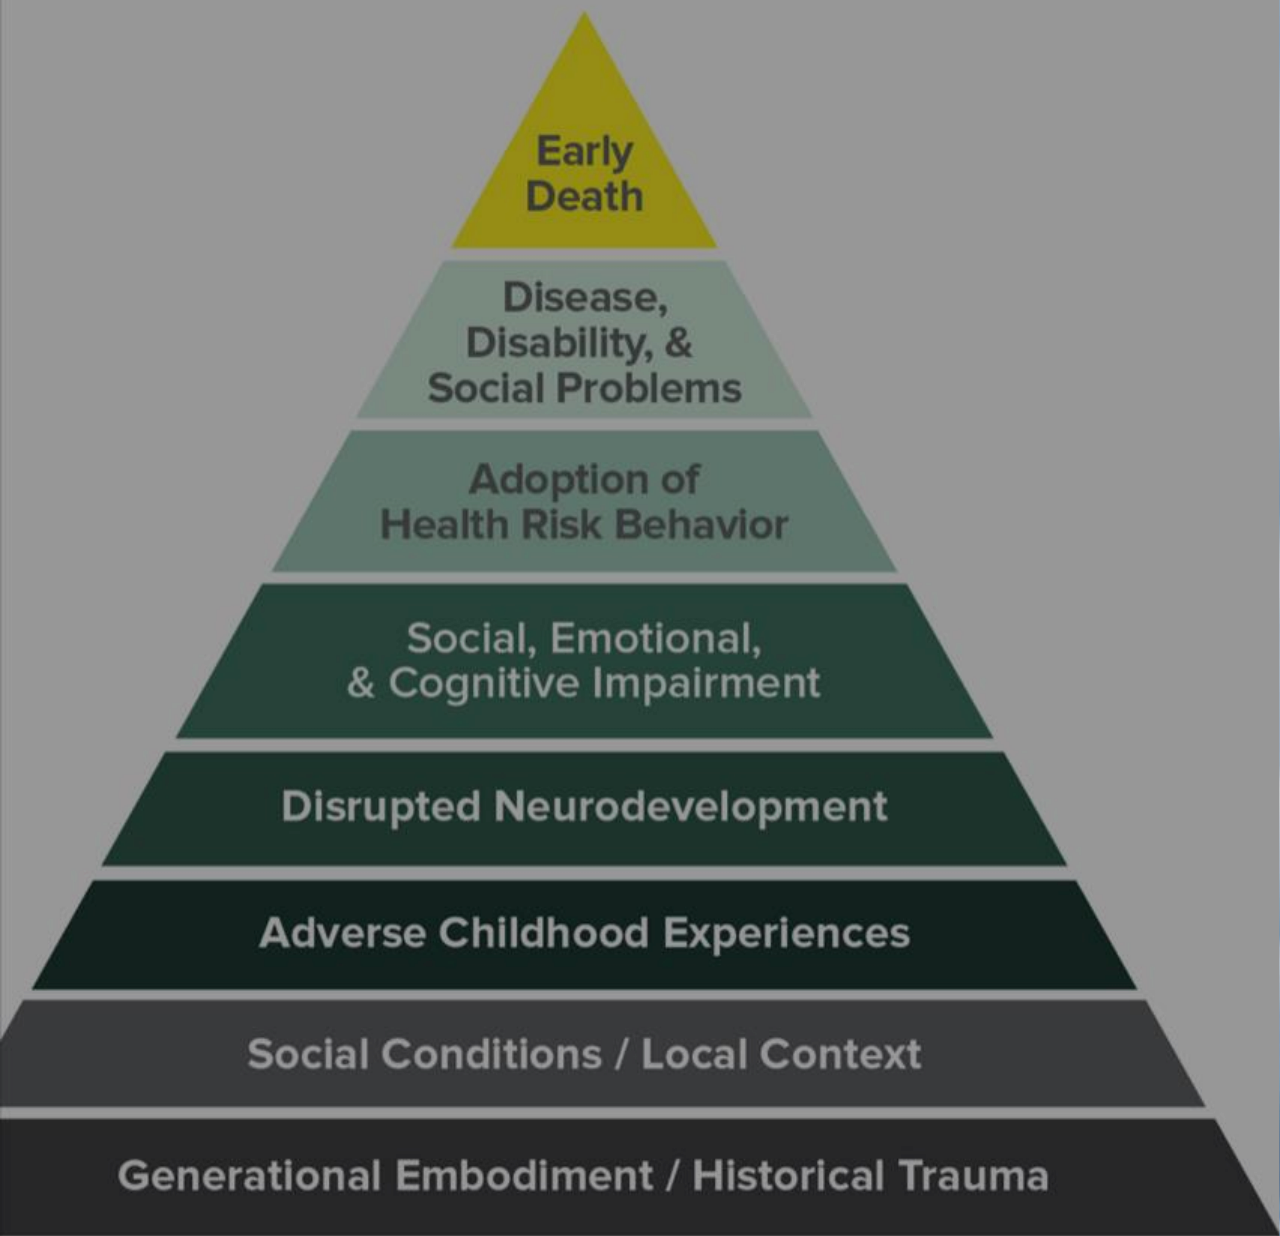 Early
Death
Disease,
Disability, &
Social Problems
Adoption of
Health Risk Behavior
Social, Emotional,
& Cognitive Impairment
Disrupted Neurodevelopment
Adverse Childhood Experiences
Social Conditions / Local Context
Generational Embodiment / Historical Trauma